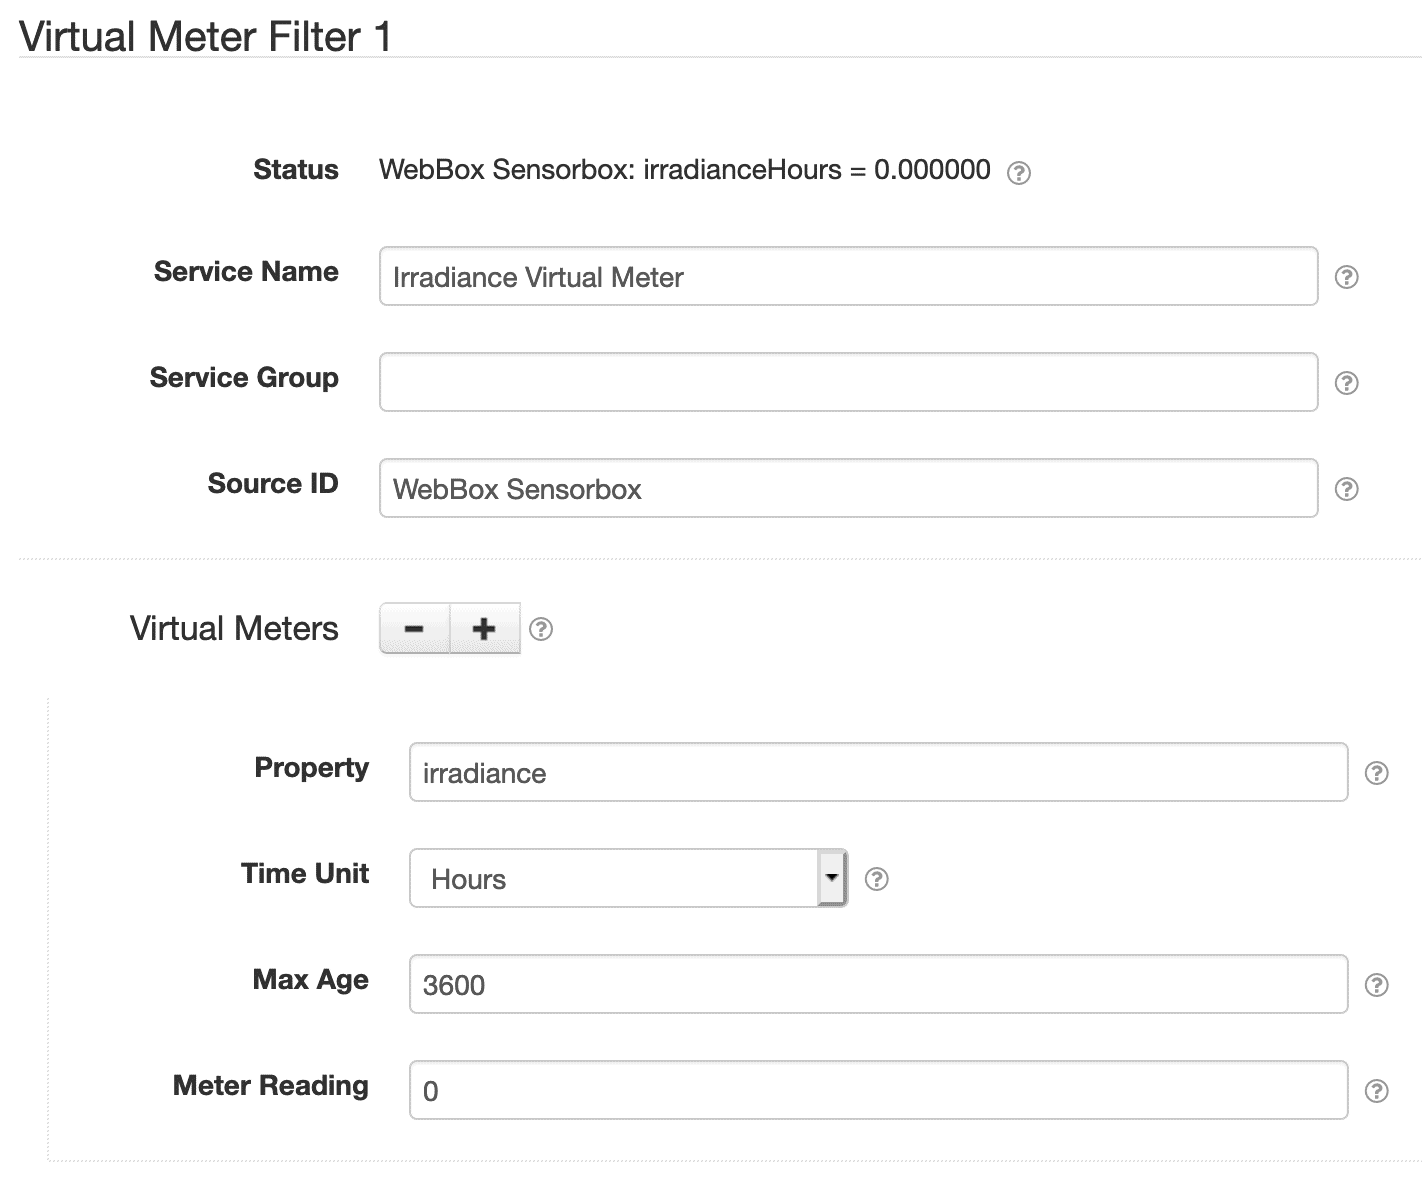 Virtual Meter Filter 1
Status WebBox Sensorbox: irradianceHours = 0.000000 ?
Service Name Irradiance Virtual Meter ?
Service Group ?
Source ID WebBox Sensorbox ?
Virtual Meters - + ?
Property irradiance ?
Time Unit Hours ?
Max Age 3600 ?
Meter Reading 0 ?